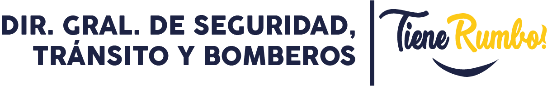 DIR. GRAL. DE SEGURIDAD,
TRÁNSITO Y BOMBEROS
Tiene Rumbo!